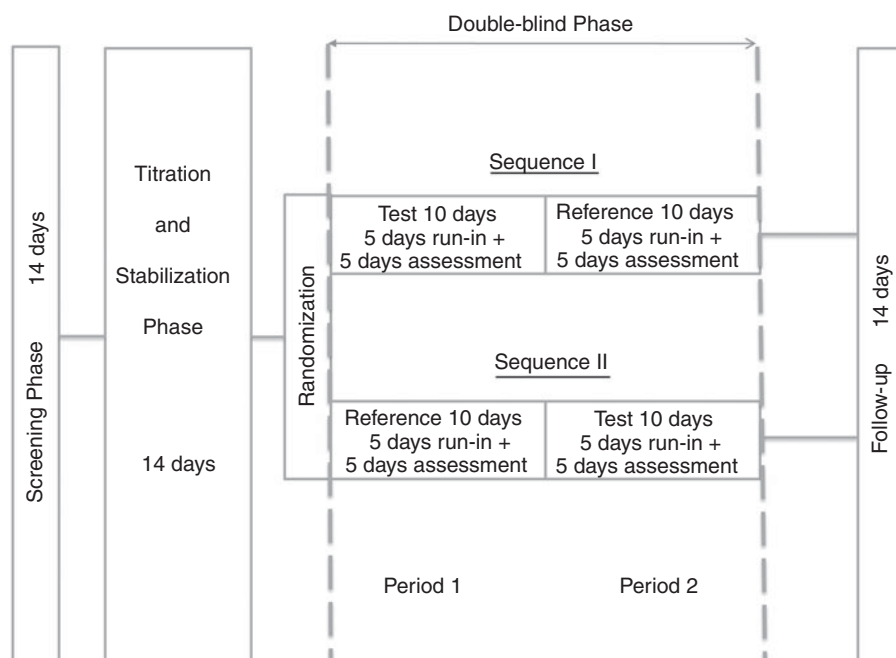 Double-blind Phase
Screening Phase 14 days
Titration
and
Stabilization
Phase
14 days
Randomization
Sequence I
Test 10 days
5 days run-in +
5 days assessment
Reference 10 days
5 days run-in +
5 days assessment
Sequence II
Reference 10 days
5 days run-in +
5 days assessment
Test 10 days
5 days run-in +
5 days assessment
Period 1
Period 2
Follow-up 14 days